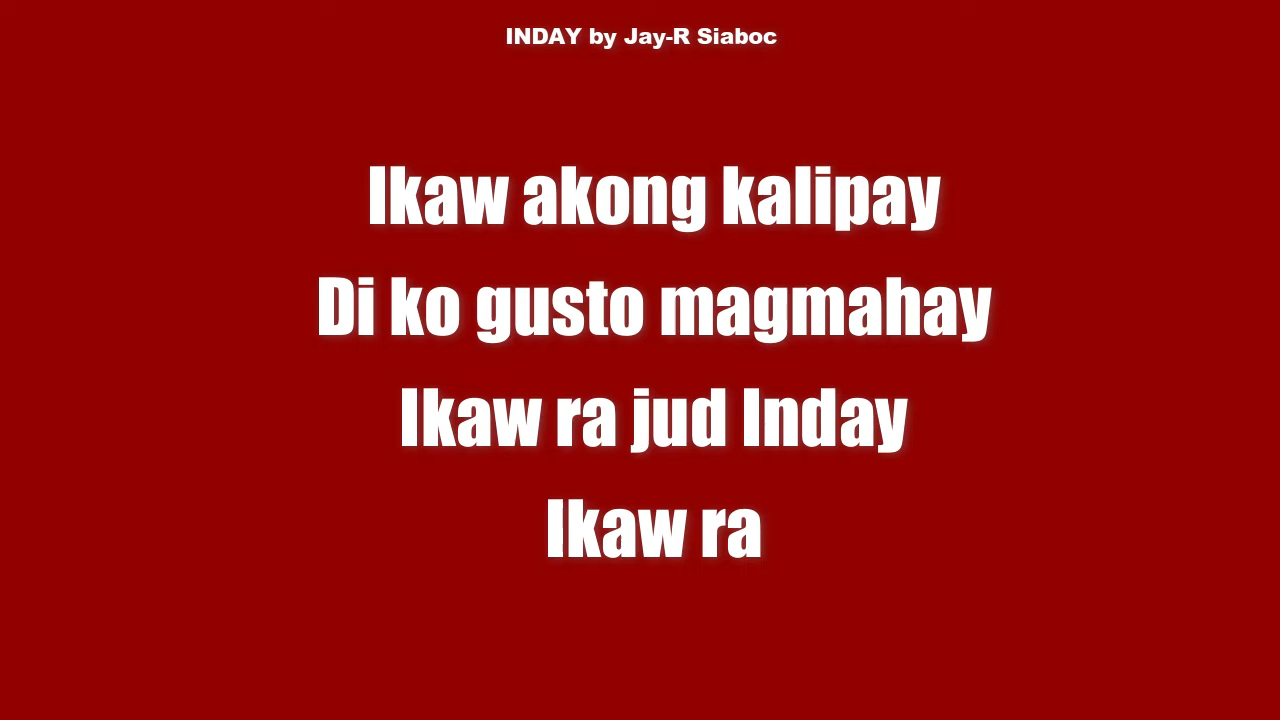 INDAY by Jay-R Siaboc
Ikaw akong kalipay
Di ko gusto magmahay
Ikaw ra jud Inday
Ikaw ra